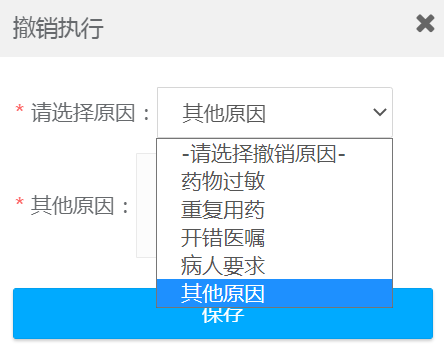 撤销执行
* 请选择原因：
其他原因
-请选择撤销原因-
药物过敏
重复用药
开错医嘱
病人要求
其他原因
* 其他原因：
保存